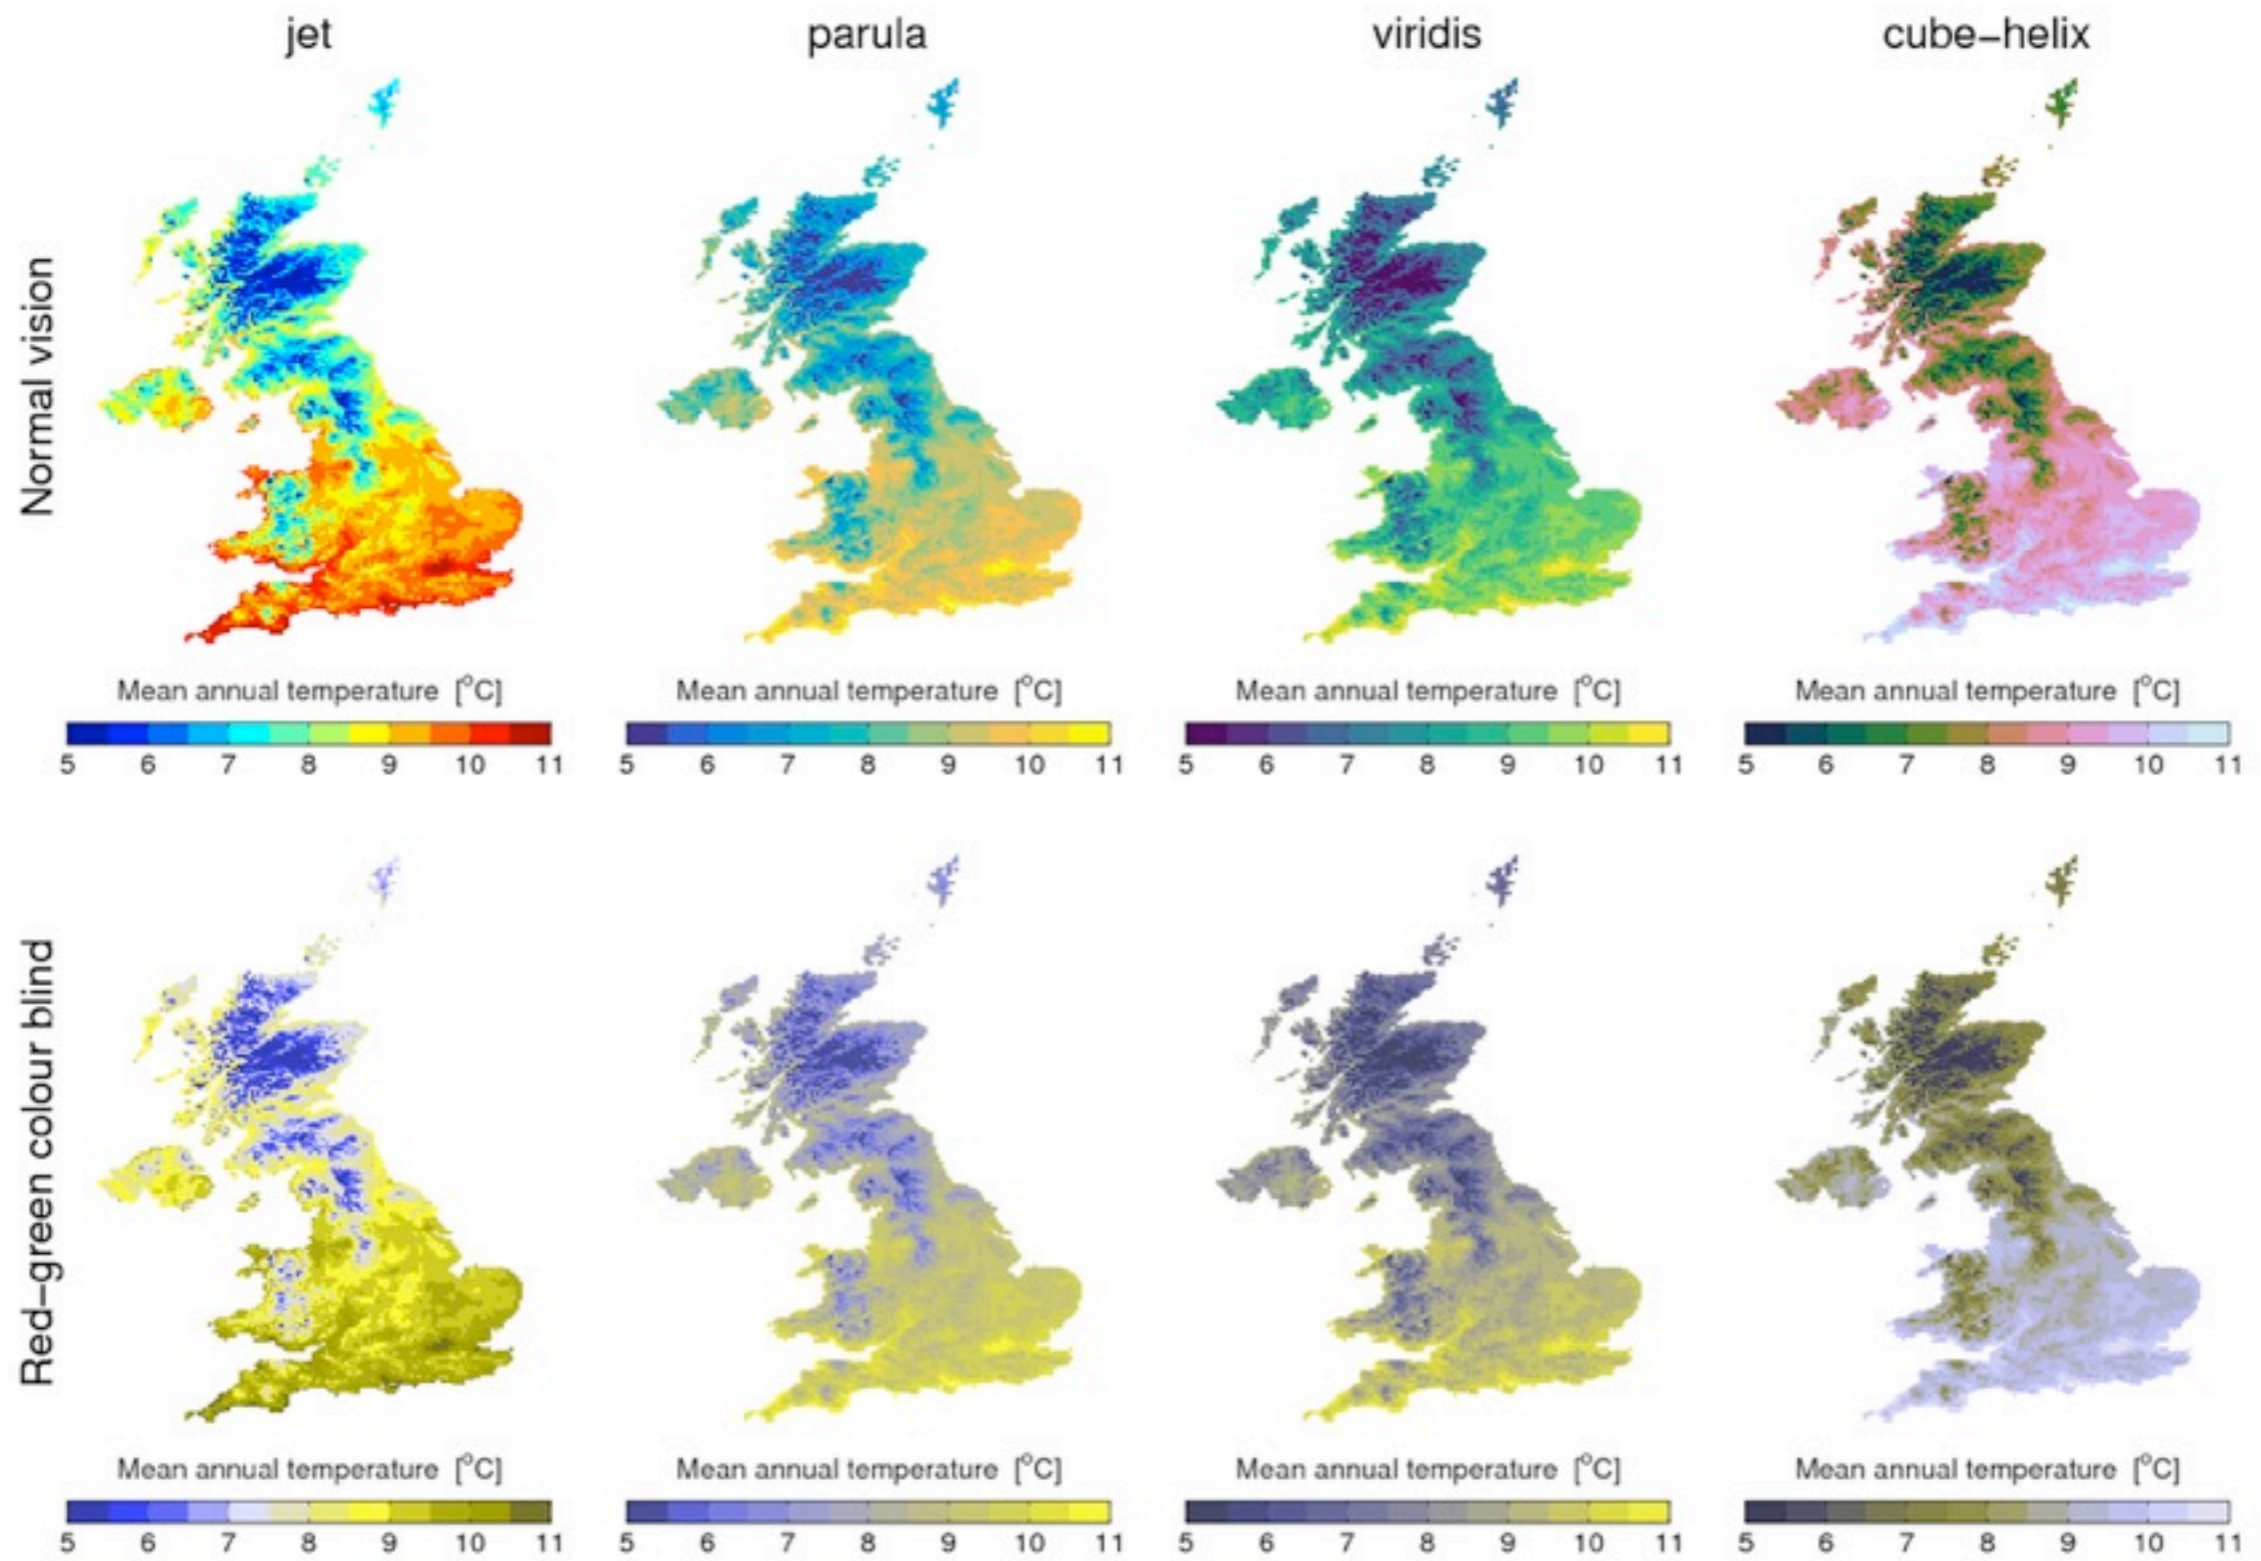 jet
parula
viridis
cube−helix
Normal vision
Mean annual temperature [°C]
5 6 7 8 9 10 11
Mean annual temperature [°C]
5 6 7 8 9 10 11
Mean annual temperature [°C]
5 6 7 8 9 10 11
Mean annual temperature [°C]
5 6 7 8 9 10 11
Red−green colour blind
Mean annual temperature [°C]
5 6 7 8 9 10 11
Mean annual temperature [°C]
5 6 7 8 9 10 11
Mean annual temperature [°C]
5 6 7 8 9 10 11
Mean annual temperature [°C]
5 6 7 8 9 10 11